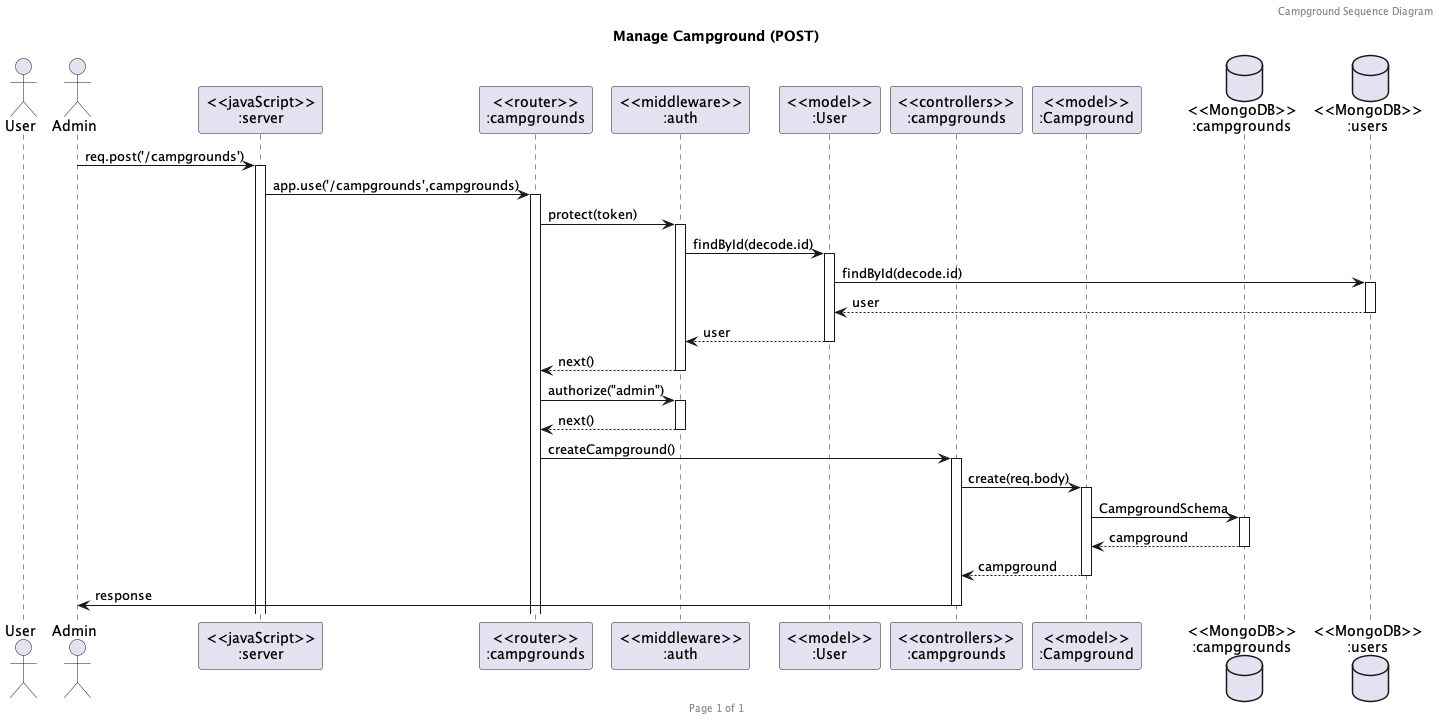 Campground Sequence Diagram
Manage Campground (POST)
User
Admin
<<javaScript>>
:server
<<router>>
:campgrounds
<<middleware>>
:auth
<<model>>
:User
<<controllers>>
:campgrounds
<<model>>
:Campground
<<MongoDB>>
:campgrounds
<<MongoDB>>
:users
req.post('/campgrounds')
app.use('/campgrounds',campgrounds)
protect(token)
findById(decode.id)
findById(decode.id)
user
user
next()
authorize("admin")
next()
createCampground()
create(req.body)
CampgroundSchema
campground
campground
response
User
Admin
<<javaScript>>
:server
<<router>>
:campgrounds
<<middleware>>
:auth
<<model>>
:User
<<controllers>>
:campgrounds
<<model>>
:Campground
<<MongoDB>>
:campgrounds
<<MongoDB>>
:users
Page 1 of 1